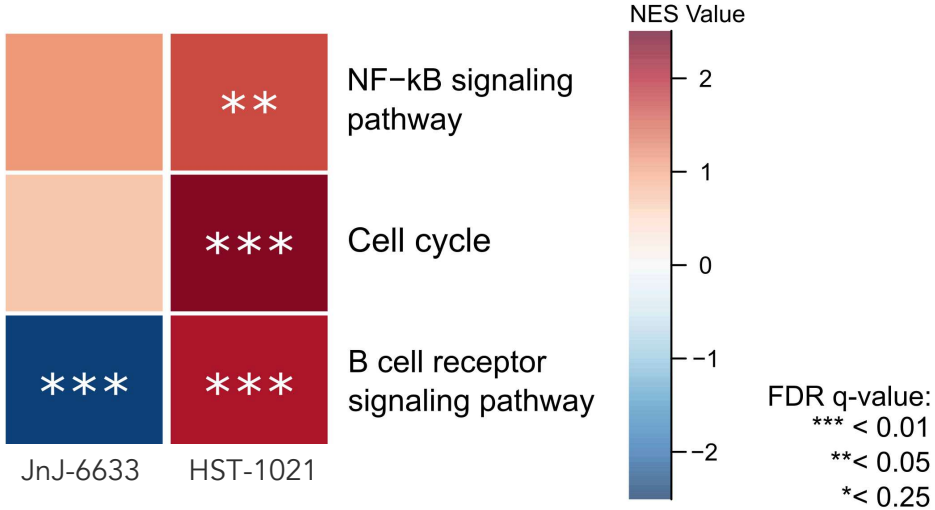 NES Value
NF−kB signaling
pathway
**
Cell cycle
***
B cell receptor
signaling pathway
***
***
JnJ-6633
HST-1021
2
1
0
−1
−2
FDR q-value:
*** < 0.01
**< 0.05
*< 0.25